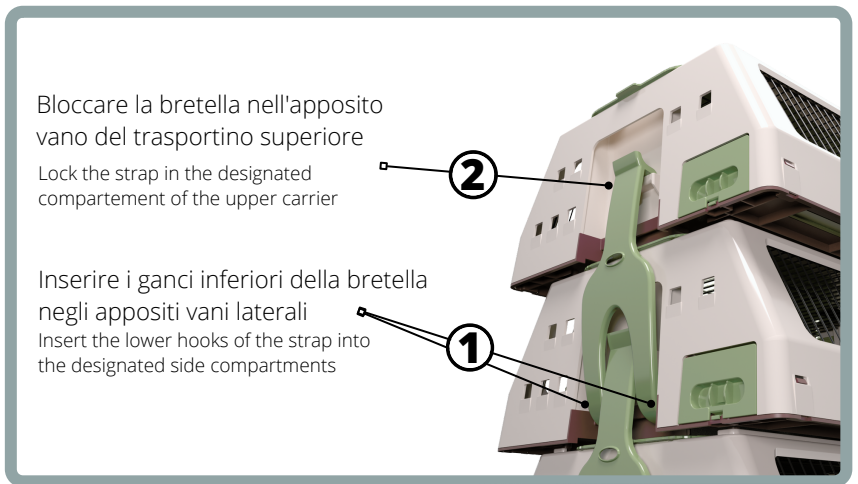 Bloccare la bretella nell'apposito
vano del trasportino superiore
Lock the strap in the designated
compartement of the upper carrier
2
Inserire i ganci inferiori della bretella
negli appositi vani laterali
Insert the lower hooks of the strap into
the designated side compartments
1